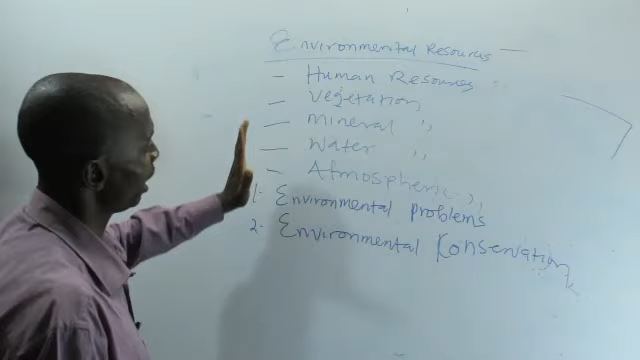 Environmental Resources —
- Human Resources "
- Vegetation
- Mineral "
- Water "
- Atmospheric "
1. Environmental problems
2. Environmental Conservation